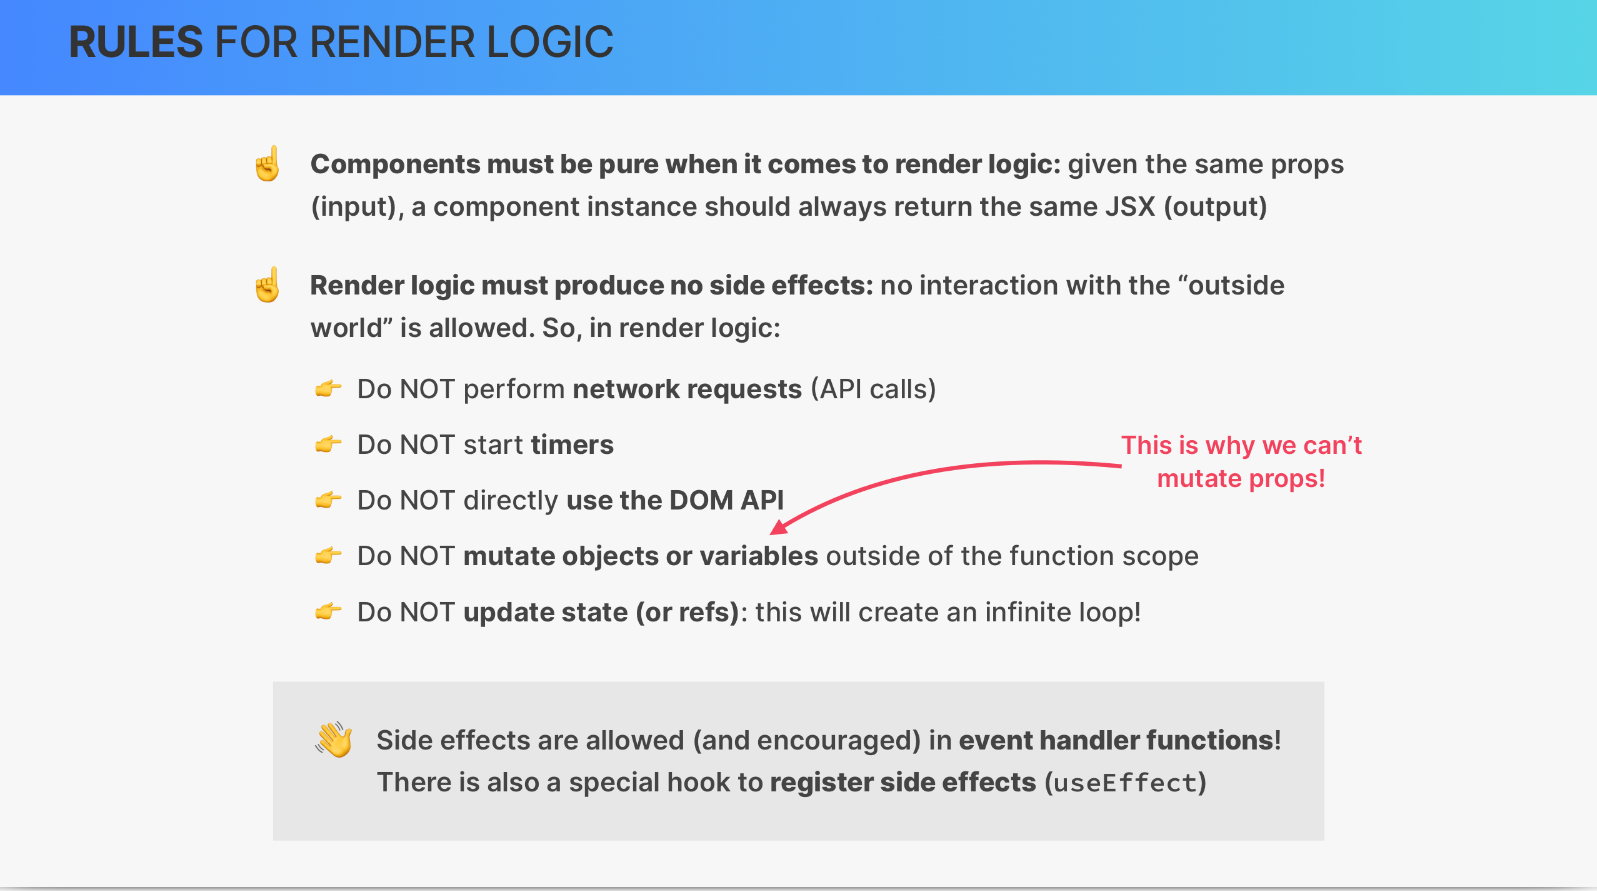 RULES FOR RENDER LOGIC
Components must be pure when it comes to render logic: given the same props
(input), a component instance should always return the same JSX (output)
Render logic must produce no side effects: no interaction with the “outside
world” is allowed. So, in render logic:
Do NOT perform network requests (API calls)
Do NOT start timers
This is why we can’t
mutate props!
Do NOT directly use the DOM API
Do NOT mutate objects or variables outside of the function scope
Do NOT update state (or refs): this will create an infinite loop!
Side effects are allowed (and encouraged) in event handler functions!
There is also a special hook to register side effects (useEffect)